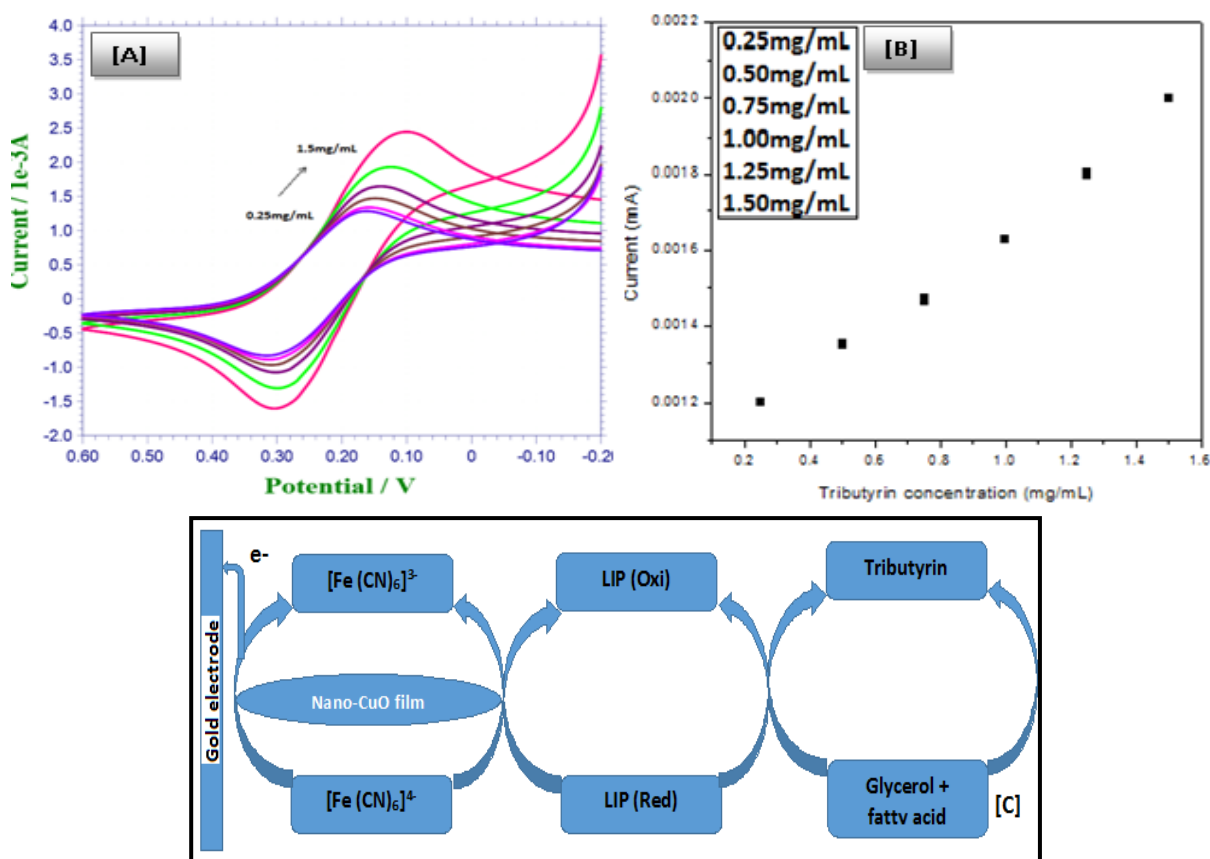 [A]
4.0
3.5
3.0
2.5
2.0
1.5
1.0
0.5
0
-0.5
-1.0
-1.5
-2.0
Current / 1e-3A
1.5mg/mL
0.25mg/mL
0.60 0.50 0.40 0.30 0.20 0.10 0 -0.10 -0.20
Potential / V
[B]
0.25mg/mL
0.50mg/mL
0.75mg/mL
1.00mg/mL
1.25mg/mL
1.50mg/mL
0.0022
0.0020
0.0018
0.0016
0.0014
0.0012
Current (mA)
0.2 0.4 0.6 0.8 1.0 1.2 1.4 1.6
Tributyrin concentration (mg/mL)
Gold electrode
e-
[Fe (CN)₆]³⁻
LIP (Oxi)
Tributyrin
Nano-CuO film
[Fe (CN)₆]⁴⁻
LIP (Red)
Glycerol +
fatty acid
[C]